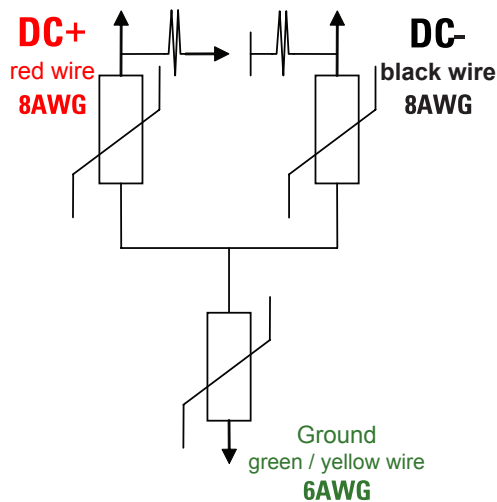 DC+
red wire
8AWG
DC-
black wire
8AWG
Ground
green / yellow wire
6AWG